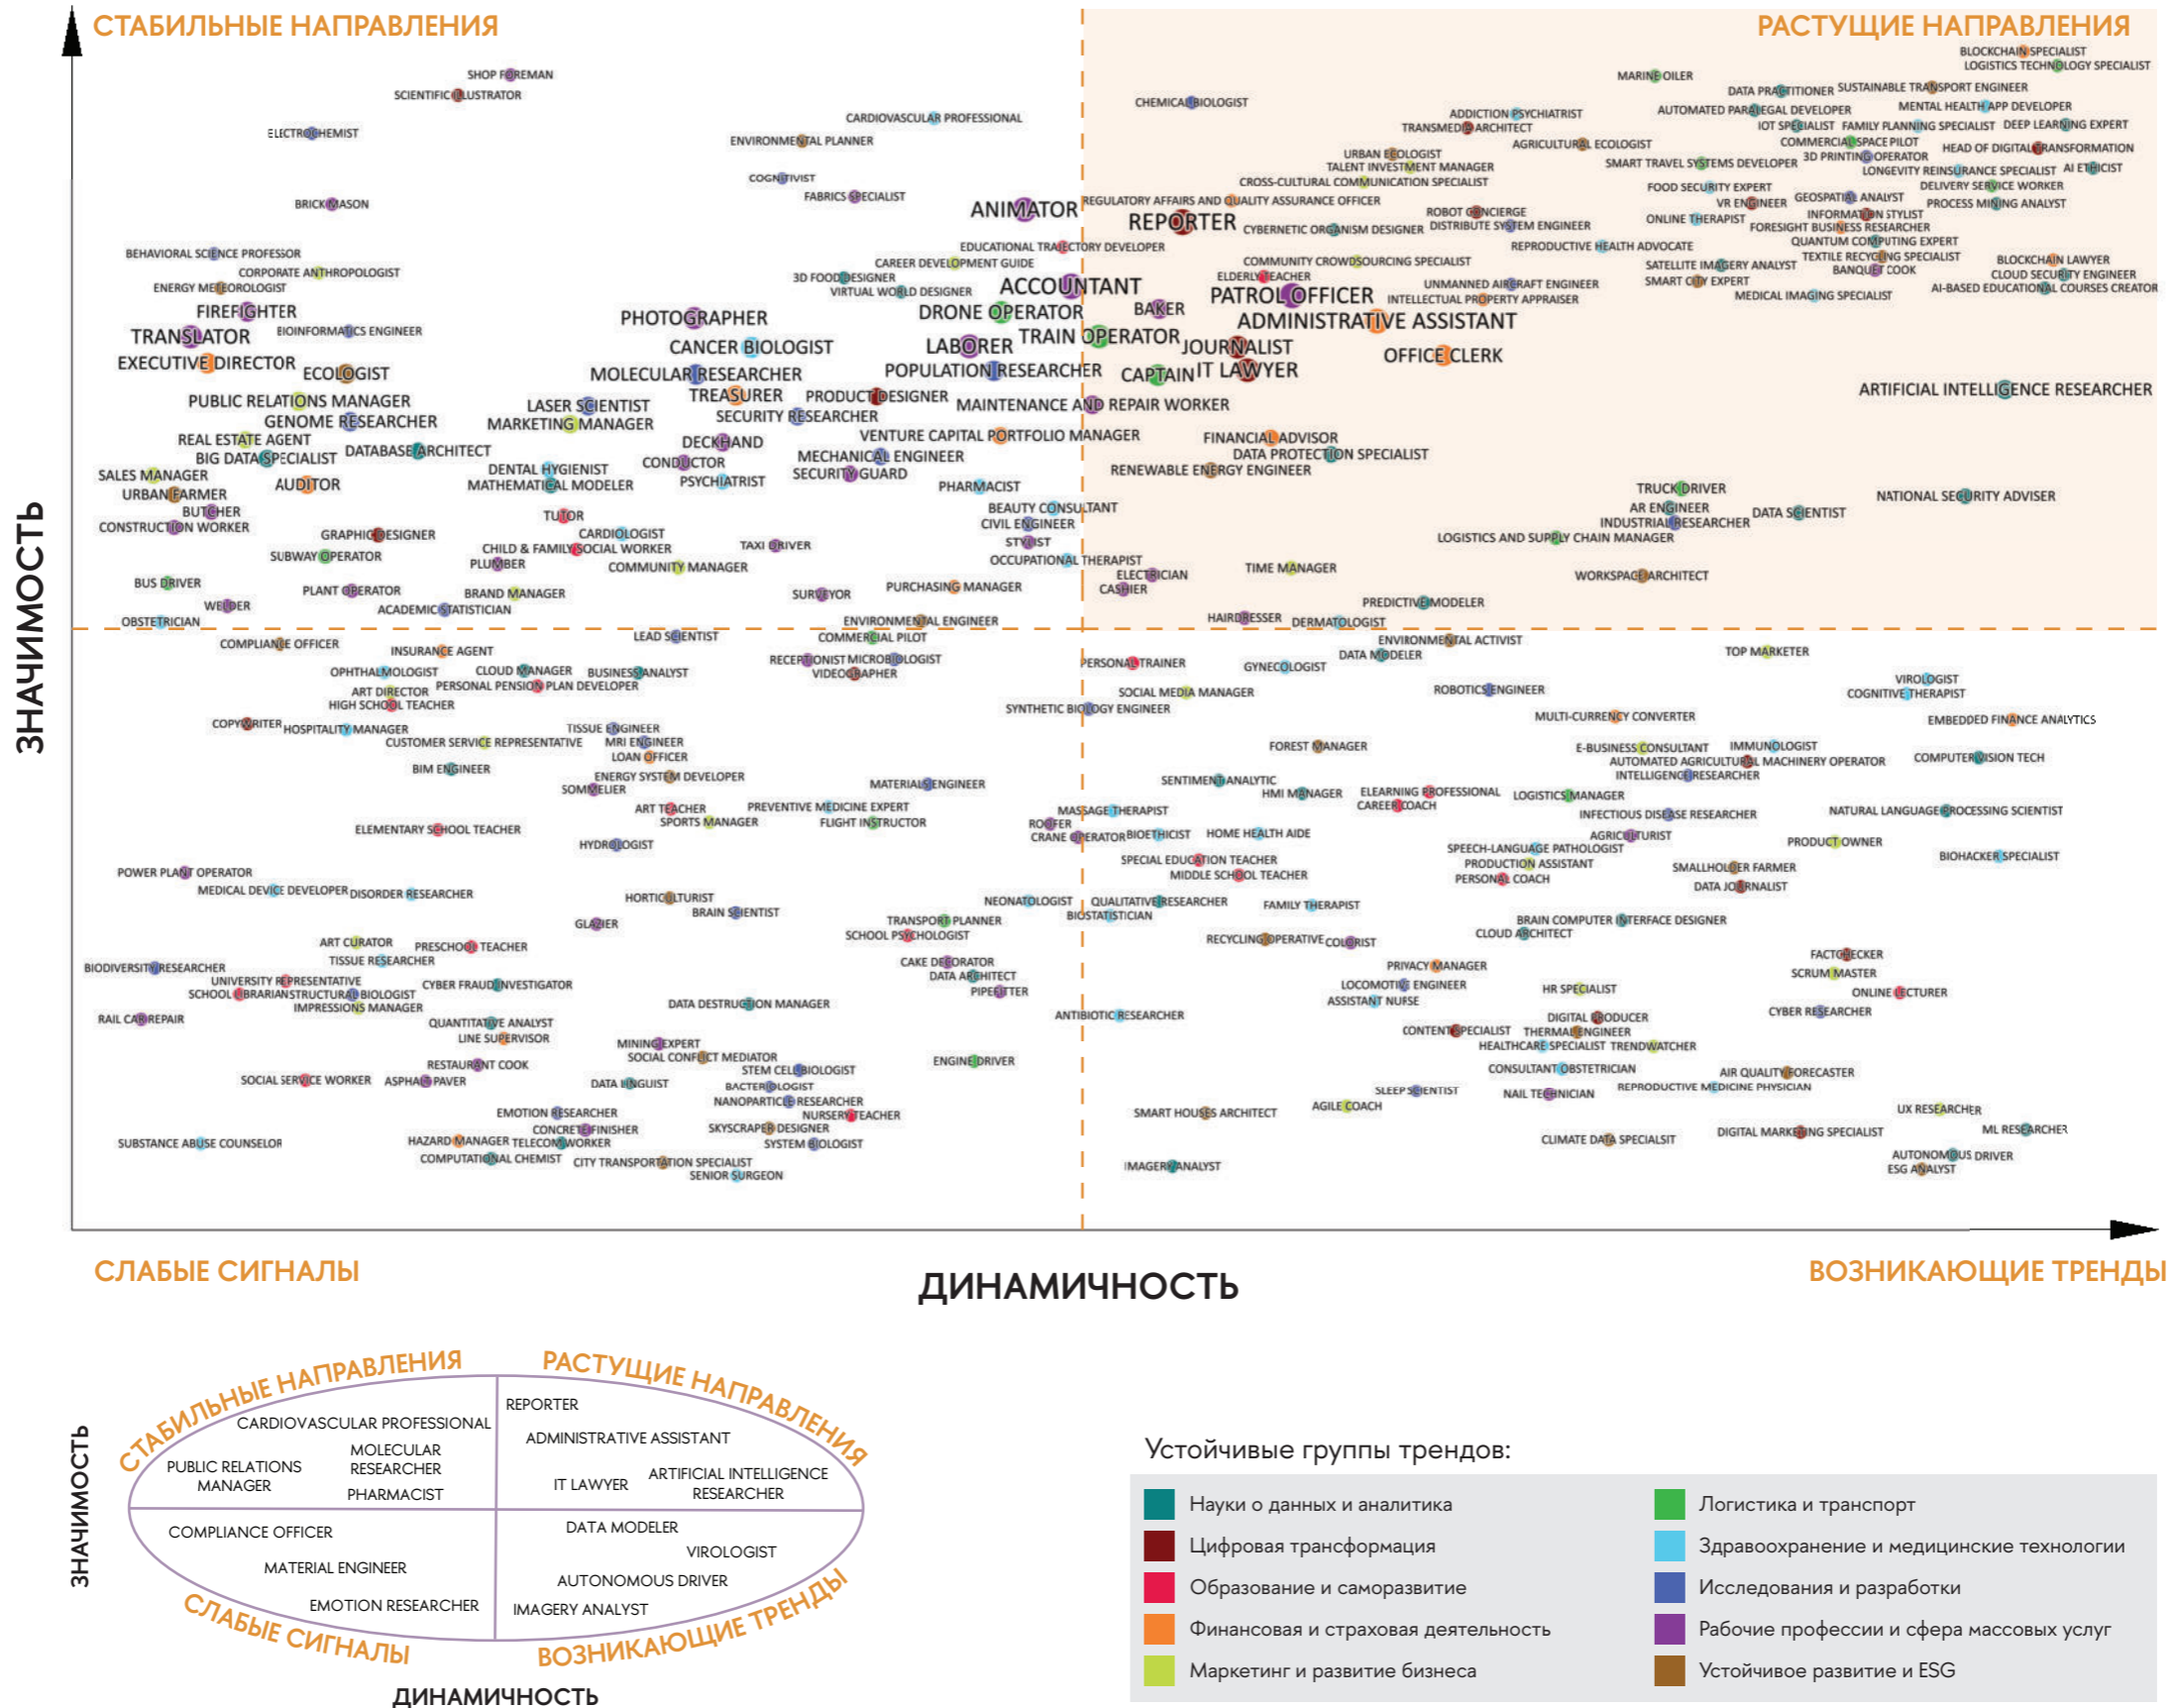 СТАБИЛЬНЫЕ НАПРАВЛЕНИЯ
РАСТУЩИЕ НАПРАВЛЕНИЯ
SHOP FOREMAN
SCIENTIFIC ILLUSTRATOR
ELECTROCHEMIST
CARDIOVASCULAR PROFESSIONAL
ENVIRONMENTAL PLANNER
COGNITIVIST
FABRICS SPECIALIST
BRICK MASON
ANIMATOR
BEHAVIORAL SCIENCE PROFESSOR
CORPORATE ANTHROPOLOGIST
ENERGY METEOROLOGIST
EDUCATIONAL TRAJECTORY DEVELOPER
CAREER DEVELOPMENT GUIDE
3D FOOD DESIGNER
VIRTUAL WORLD DESIGNER
ACCOUNTANT
FIREFIGHTER
TRANSLATOR
BIOINFORMATICS ENGINEER
EXECUTIVE DIRECTOR
ECOLOGIST
PHOTOGRAPHER
DRONE OPERATOR
CANCER BIOLOGIST
LABORER
TRAIN OPERATOR
MOLECULAR RESEARCHER
POPULATION RESEARCHER
PUBLIC RELATIONS MANAGER
TREASURER
PRODUCT DESIGNER
LASER SCIENTIST
MAINTENANCE AND REPAIR WORKER
GENOME RESEARCHER
MARKETING MANAGER
SECURITY RESEARCHER
REAL ESTATE AGENT
DECKHAND
VENTURE CAPITAL PORTFOLIO MANAGER
BIG DATA SPECIALIST
DATABASE ARCHITECT
CONDUCTOR
MECHANICAL ENGINEER
SALES MANAGER
DENTAL HYGIENIST
SECURITY GUARD
AUDITOR
MATHEMATICAL MODELER
PSYCHIATRIST
PHARMACIST
URBAN FARMER
BUTCHER
BEAUTY CONSULTANT
CONSTRUCTION WORKER
TUTOR
CIVIL ENGINEER
GRAPHIC DESIGNER
CARDIOLOGIST
STYLIST
SUBWAY OPERATOR
CHILD & FAMILY SOCIAL WORKER
TAXI DRIVER
OCCUPATIONAL THERAPIST
PLUMBER
COMMUNITY MANAGER
BUS DRIVER
PLANT OPERATOR
BRAND MANAGER
SURVEYOR
PURCHASING MANAGER
WELDER
ACADEMIC STATISTICIAN
OBSTETRICIAN
ENVIRONMENTAL ENGINEER
BLOCKCHAIN SPECIALIST
LOGISTICS TECHNOLOGY SPECIALIST
MARINE OILER
DATA PRACTITIONER
SUSTAINABLE TRANSPORT ENGINEER
CHEMICAL BIOLOGIST
ADDICTION PSYCHIATRIST
AUTOMATED PARALEGAL DEVELOPER
MENTAL HEALTH APP DEVELOPER
TRANSMEDIA ARCHITECT
IOT SPECIALIST
FAMILY PLANNING SPECIALIST
DEEP LEARNING EXPERT
AGRICULTURAL ECOLOGIST
COMMERCIAL SPACE PILOT
HEAD OF DIGITAL TRANSFORMATION
URBAN ECOLOGIST
3D PRINTING OPERATOR
TALENT INVESTMENT MANAGER
SMART TRAVEL SYSTEMS DEVELOPER
LONGEVITY REINSURANCE SPECIALIST
AI ETHICIST
CROSS-CULTURAL COMMUNICATION SPECIALIST
FOOD SECURITY EXPERT
DELIVERY SERVICE WORKER
REGULATORY AFFAIRS AND QUALITY ASSURANCE OFFICER
VR ENGINEER
GEOSPATIAL ANALYST
PROCESS MINING ANALYST
REPORTER
ROBOT CONCIERGE
ONLINE THERAPIST
INFORMATION STYLIST
CYBERNETIC ORGANISM DESIGNER
DISTRIBUTE SYSTEM ENGINEER
FORESIGHT BUSINESS RESEARCHER
REPRODUCTIVE HEALTH ADVOCATE
QUANTUM COMPUTING EXPERT
COMMUNITY CROWDSOURCING SPECIALIST
SATELLITE IMAGERY ANALYST
TEXTILE RECYCLING SPECIALIST
BLOCKCHAIN LAWYER
ELDERLY TEACHER
BANQUET COOK
CLOUD SECURITY ENGINEER
UNMANNED AIRCRAFT ENGINEER
SMART CITY EXPERT
AI-BASED EDUCATIONAL COURSES CREATOR
PATROL OFFICER
INTELLECTUAL PROPERTY APPRAISER
MEDICAL IMAGING SPECIALIST
BAKER
ADMINISTRATIVE ASSISTANT
JOURNALIST
OFFICE CLERK
CAPTAIN
IT LAWYER
ARTIFICIAL INTELLIGENCE RESEARCHER
FINANCIAL ADVISOR
DATA PROTECTION SPECIALIST
RENEWABLE ENERGY ENGINEER
TRUCK DRIVER
NATIONAL SECURITY ADVISER
AR ENGINEER
DATA SCIENTIST
INDUSTRIAL RESEARCHER
LOGISTICS AND SUPPLY CHAIN MANAGER
TIME MANAGER
ELECTRICIAN
WORKSPACE ARCHITECT
CASHIER
PREDICTIVE MODELER
HAIRDRESSER
DERMATOLOGIST
ЗНАЧИМОСТЬ
COMPLIANCE OFFICER
LEAD SCIENTIST
COMMERCIAL PILOT
INSURANCE AGENT
RECEPTIONIST
MICROBIOLOGIST
OPHTHALMOLOGIST
CLOUD MANAGER
BUSINESS ANALYST
VIDEOGRAPHER
ART DIRECTOR
PERSONAL PENSION PLAN DEVELOPER
HIGH SCHOOL TEACHER
SYNTHETIC BIOLOGY ENGINEER
COPYWRITER
HOSPITALITY MANAGER
TISSUE ENGINEER
CUSTOMER SERVICE REPRESENTATIVE
MRI ENGINEER
LOAN OFFICER
BIM ENGINEER
ENERGY SYSTEM DEVELOPER
MATERIALS ENGINEER
SOMMELIER
ART TEACHER
PREVENTIVE MEDICINE EXPERT
SPORTS MANAGER
FLIGHT INSTRUCTOR
ELEMENTARY SCHOOL TEACHER
HYDROLOGIST
POWER PLANT OPERATOR
MEDICAL DEVICE DEVELOPER
DISORDER RESEARCHER
HORTICULTURIST
NEONATOLOGIST
BRAIN SCIENTIST
GLAZIER
TRANSPORT PLANNER
SCHOOL PSYCHOLOGIST
ART CURATOR
PRESCHOOL TEACHER
TISSUE RESEARCHER
CAKE DECORATOR
BIODIVERSITY RESEARCHER
DATA ARCHITECT
UNIVERSITY REPRESENTATIVE
CYBER FRAUD INVESTIGATOR
PIPEFITTER
SCHOOL LIBRARIAN
STRUCTURAL BIOLOGIST
IMPRESSIONS MANAGER
DATA DESTRUCTION MANAGER
RAIL CAR REPAIR
QUANTITATIVE ANALYST
LINE SUPERVISOR
MINING EXPERT
SOCIAL CONFLICT MEDIATOR
ENGINE DRIVER
RESTAURANT COOK
STEM CELL BIOLOGIST
SOCIAL SERVICE WORKER
ASPHALT PAVER
DATA LINGUIST
BACTERIOLOGIST
NANOPARTICLE RESEARCHER
EMOTION RESEARCHER
NURSERY TEACHER
CONCRETE FINISHER
SKYSCRAPER DESIGNER
SUBSTANCE ABUSE COUNSELOR
HAZARD MANAGER
TELECOM WORKER
SYSTEM BIOLOGIST
COMPUTATIONAL CHEMIST
CITY TRANSPORTATION SPECIALIST
SENIOR SURGEON
ENVIRONMENTAL ACTIVIST
DATA MODELER
TOP MARKETER
PERSONAL TRAINER
GYNECOLOGIST
VIROLOGIST
SOCIAL MEDIA MANAGER
ROBOTICS ENGINEER
COGNITIVE THERAPIST
MULTI-CURRENCY CONVERTER
EMBEDDED FINANCE ANALYTICS
FOREST MANAGER
E-BUSINESS CONSULTANT
IMMUNOLOGIST
COMPUTER VISION TECH
AUTOMATED AGRICULTURAL MACHINERY OPERATOR
SENTIMENT ANALYTIC
INTELLIGENCE RESEARCHER
HMI MANAGER
ELEARNING PROFESSIONAL
LOGISTICS MANAGER
CAREER COACH
MASSAGE THERAPIST
INFECTIOUS DISEASE RESEARCHER
NATURAL LANGUAGE PROCESSING SCIENTIST
ROOFER
CRANE OPERATOR
BIOETHICIST
HOME HEALTH AIDE
AGRICULTURIST
PRODUCT OWNER
SPEECH-LANGUAGE PATHOLOGIST
SPECIAL EDUCATION TEACHER
PRODUCTION ASSISTANT
SMALLHOLDER FARMER
BIOHACKER SPECIALIST
MIDDLE SCHOOL TEACHER
PERSONAL COACH
DATA JOURNALIST
QUALITATIVE RESEARCHER
FAMILY THERAPIST
BIOSTATISTICIAN
BRAIN COMPUTER INTERFACE DESIGNER
CLOUD ARCHITECT
RECYCLING OPERATIVE
COLORIST
FACTCHECKER
PRIVACY MANAGER
SCRUM MASTER
LOCOMOTIVE ENGINEER
HR SPECIALIST
ONLINE LECTURER
ASSISTANT NURSE
ANTIBIOTIC RESEARCHER
DIGITAL PRODUCER
CYBER RESEARCHER
CONTENT SPECIALIST
THERMAL ENGINEER
HEALTHCARE SPECIALIST
TRENDWATCHER
CONSULTANT OBSTETRICIAN
AIR QUALITY FORECASTER
SLEEP SCIENTIST
NAIL TECHNICIAN
REPRODUCTIVE MEDICINE PHYSICIAN
SMART HOUSES ARCHITECT
AGILE COACH
UX RESEARCHER
CLIMATE DATA SPECIALSIT
DIGITAL MARKETING SPECIALIST
ML RESEARCHER
IMAGERY ANALYST
AUTONOMOUS DRIVER
ESG ANALYST
СЛАБЫЕ СИГНАЛЫ
ДИНАМИЧНОСТЬ
ВОЗНИКАЮЩИЕ ТРЕНДЫ
СТАБИЛЬНЫЕ НАПРАВЛЕНИЯ
РАСТУЩИЕ НАПРАВЛЕНИЯ
ЗНАЧИМОСТЬ
CARDIOVASCULAR PROFESSIONAL
MOLECULAR
RESEARCHER
PUBLIC RELATIONS
MANAGER
PHARMACIST
REPORTER
ADMINISTRATIVE ASSISTANT
IT LAWYER
ARTIFICIAL INTELLIGENCE
RESEARCHER
COMPLIANCE OFFICER
MATERIAL ENGINEER
EMOTION RESEARCHER
DATA MODELER
VIROLOGIST
AUTONOMOUS DRIVER
IMAGERY ANALYST
СЛАБЫЕ СИГНАЛЫ
ВОЗНИКАЮЩИЕ ТРЕНДЫ
ДИНАМИЧНОСТЬ
Устойчивые группы трендов:
Науки о данных и аналитика
Цифровая трансформация
Образование и саморазвитие
Финансовая и страховая деятельность
Маркетинг и развитие бизнеса
Логистика и транспорт
Здравоохранение и медицинские технологии
Исследования и разработки
Рабочие профессии и сфера массовых услуг
Устойчивое развитие и ESG